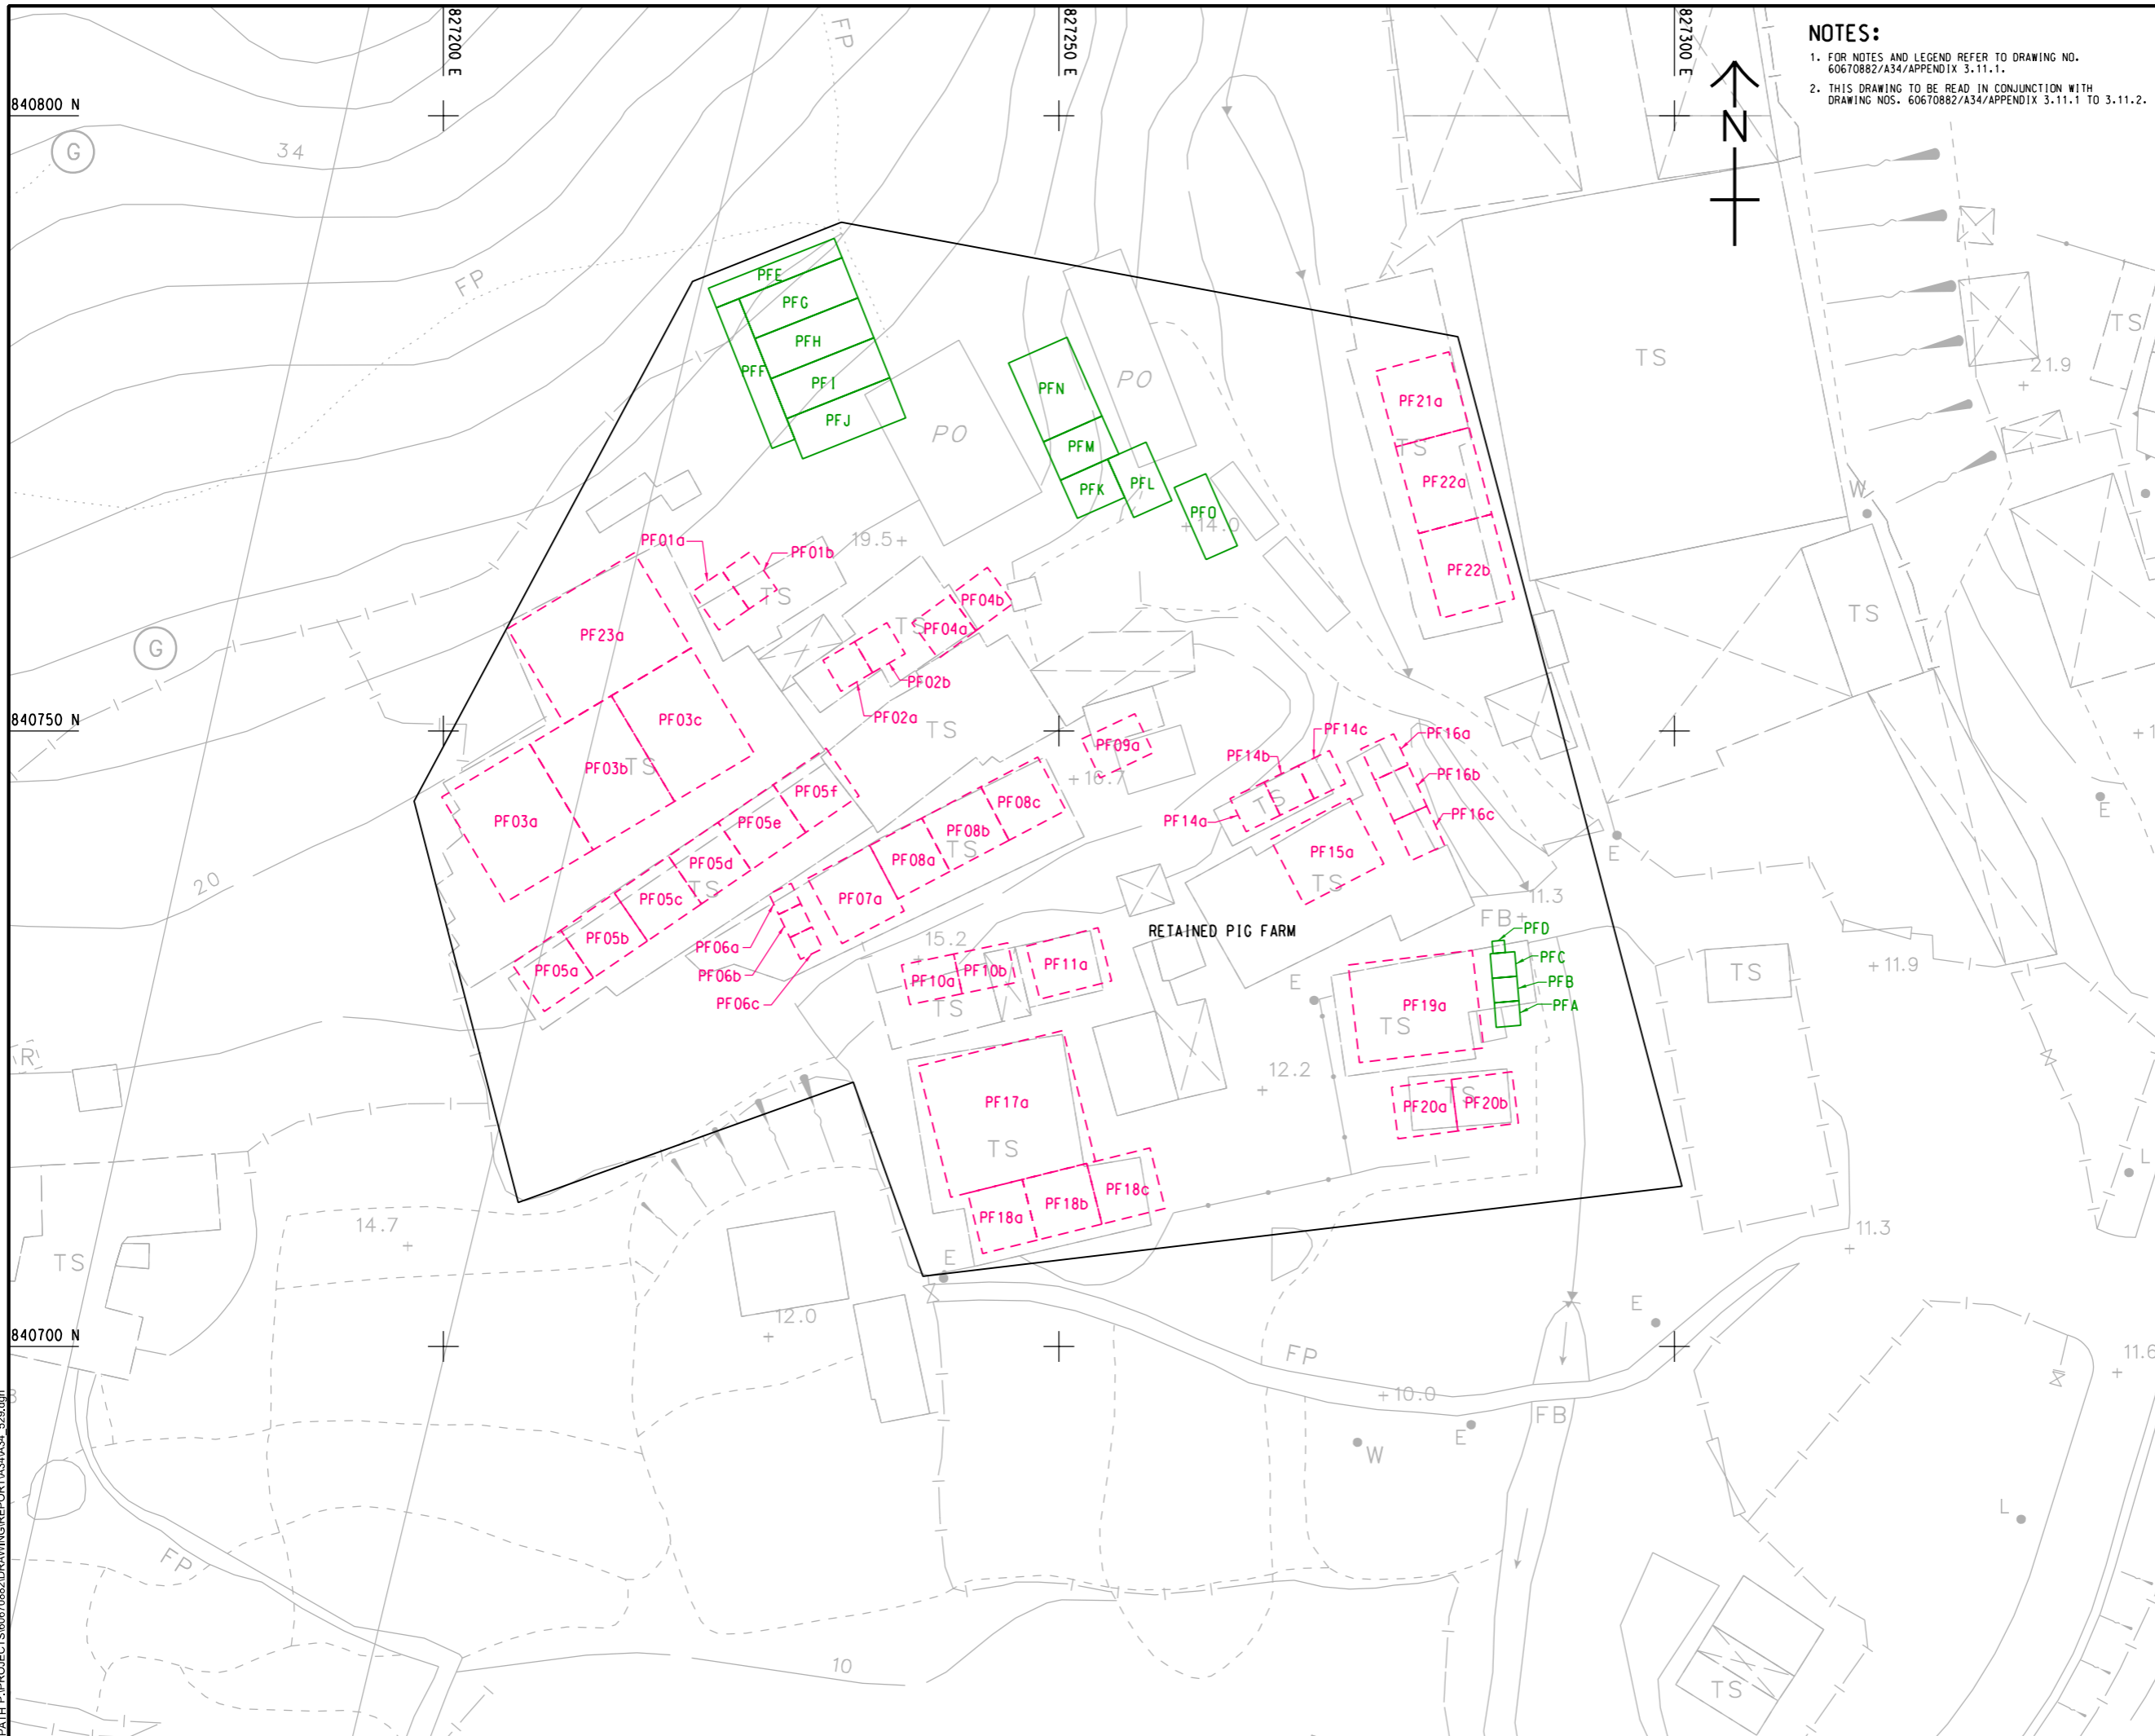 827200 E
827250 E
827300 E
NOTES:
1. FOR NOTES AND LEGEND REFER TO DRAWING NO.
60670882/A34/APPENDIX 3.11.1.
2. THIS DRAWING TO BE READ IN CONJUNCTION WITH
DRAWING NOS. 60670882/A34/APPENDIX 3.11.1 TO 3.11.2.
FP
840800 N
N
G
34
FP
PFE
PFG
PFH
PFF
PFI
PFJ
PO
PFN
PO
PFM
PFK
PFL
PFO
14.0
PF21a
TS
PF22a
PF22b
TS
TS
21.9
W
TS
19.5
PF01a
PF01b
TS
PF23a
PF04b
TS
PF04a
PF02b
PF02a
TS
G
840750 N
PF03c
PF03b
TS
PF03a
PF05f
PF05e
PF05d
TS
PF05c
PF05b
PF05a
PF08c
PF08b
TS
PF08a
PF07a
PF06a
PF06b
PF06c
PF09a
16.7
PF14c
PF14b
TS
PF14a
PF16a
PF16b
PF16c
PF15a
TS
E
E
20
RETAINED PIG FARM
11.3
FB
PFD
PFC
PFB
PFA
15.2
PF10a
PF10b
PF11a
TS
E
PF19a
TS
TS
11.9
R
12.2
PF20a
TS
PF20b
PF17a
TS
PF18a
PF18b
PF18c
L
14.7
TS
E
11.3
12.0
840700 N
E
FP
11.6
10.0
FB
E
W
L
FP
10
TS